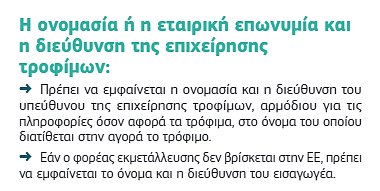 Η ονομασία ή η εταιρική επωνυμία και
η διεύθυνση της επιχείρησης
τροφίμων:
➔ Πρέπει να εμφαίνεται η ονομασία και η διεύθυνση του
υπεύθυνου της επιχείρησης τροφίμων, αρμόδιου για τις
πληροφορίες όσον αφορά τα τρόφιμα, στο όνομα του οποίου
διατίθεται στην αγορά το τρόφιμο.
➔ Εάν ο φορέας εκμετάλλευσης δεν βρίσκεται στην ΕΕ, πρέπει
να εμφαίνεται το όνομα και η διεύθυνση του εισαγωγέα.